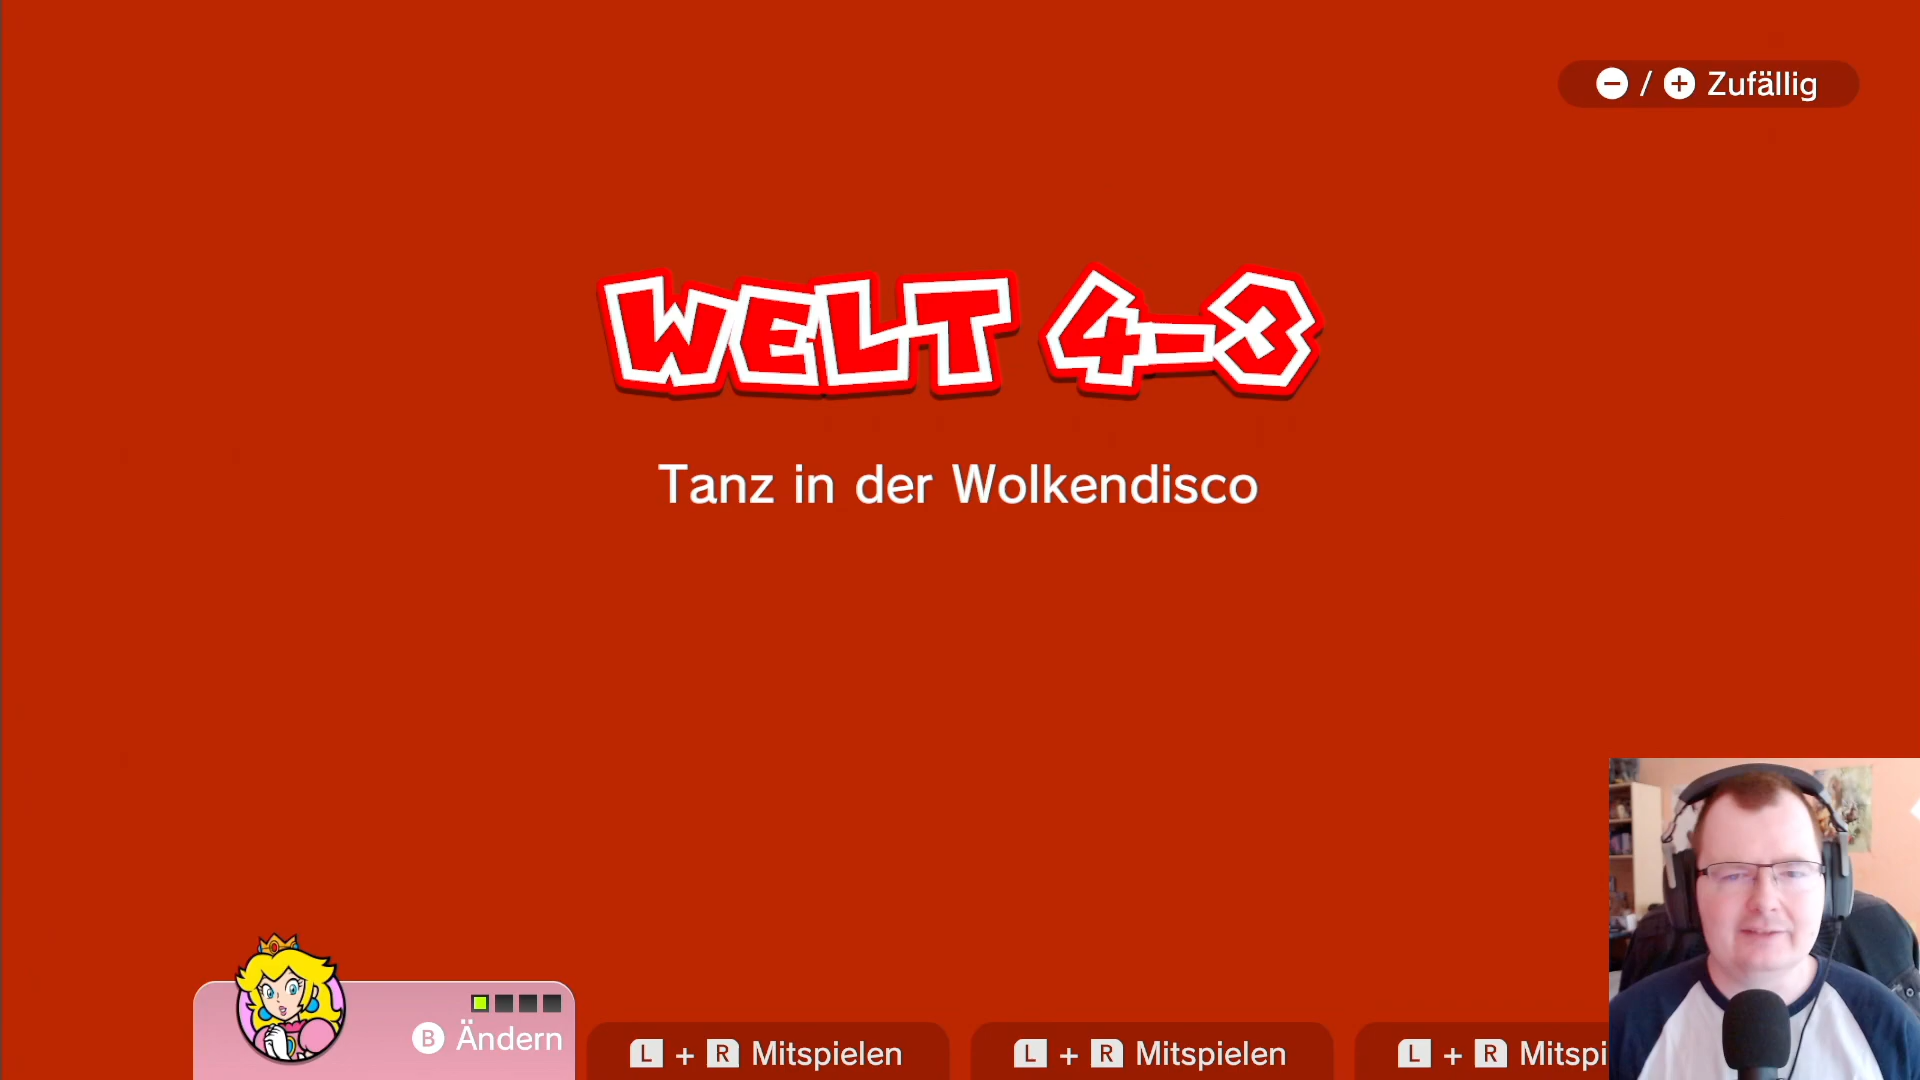 Zufällig
WELT 4-3
Tanz in der Wolkendisco
B Ändern
L + R Mitspielen
L + R Mitspielen
L + R Mitspi